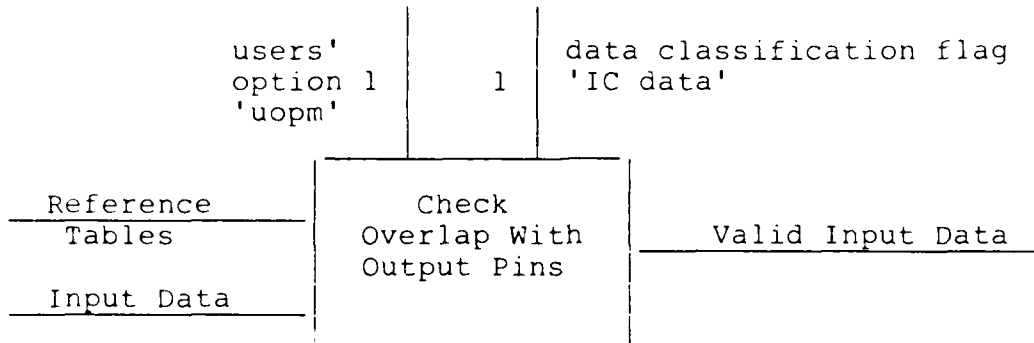 users'
option 1
'uopm'
1
data classification flag
'IC data'
Reference
Tables
Input Data
Check
Overlap With
Output Pins
Valid Input Data